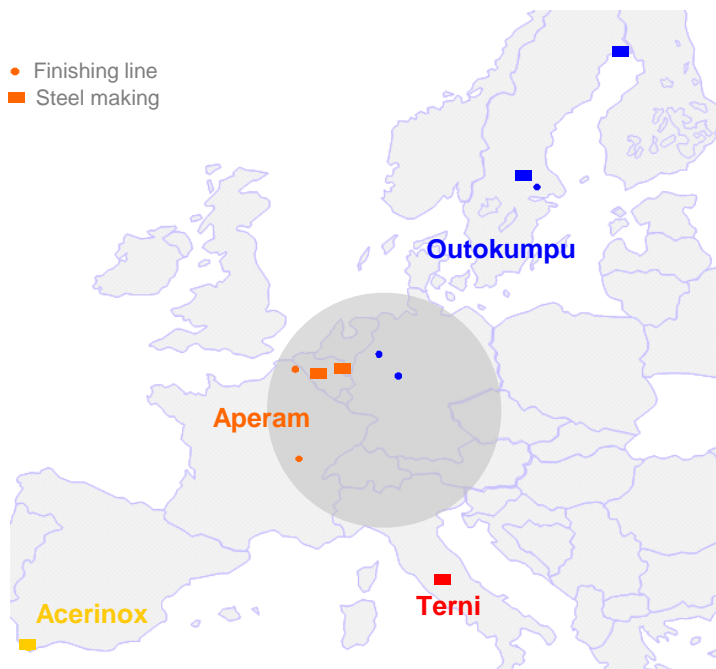 Finishing line
Steel making
Outokumpu
Aperam
Acerinox
Terni